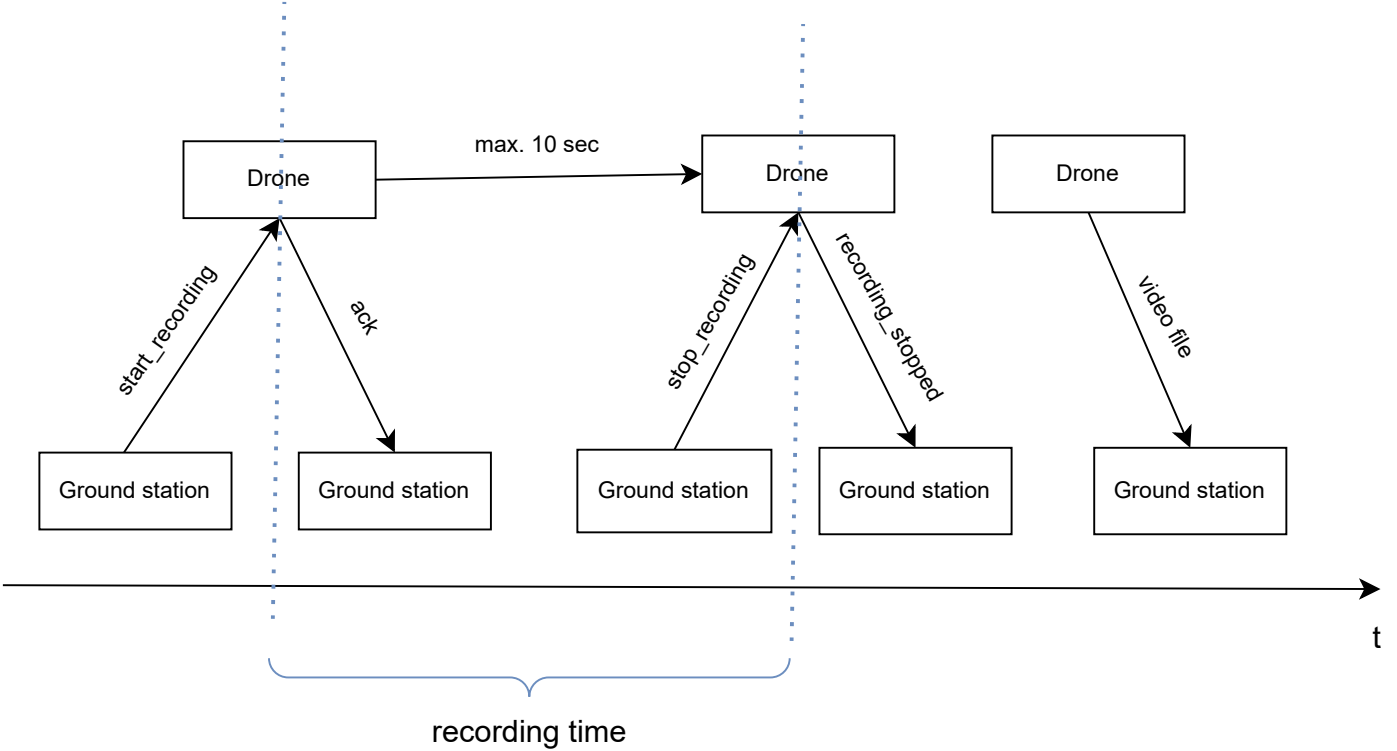 max. 10 sec
Drone
Drone
Drone
start_recording
ack
stop_recording
recording_stopped
video file
Ground station
Ground station
Ground station
Ground station
Ground station
t
recording time